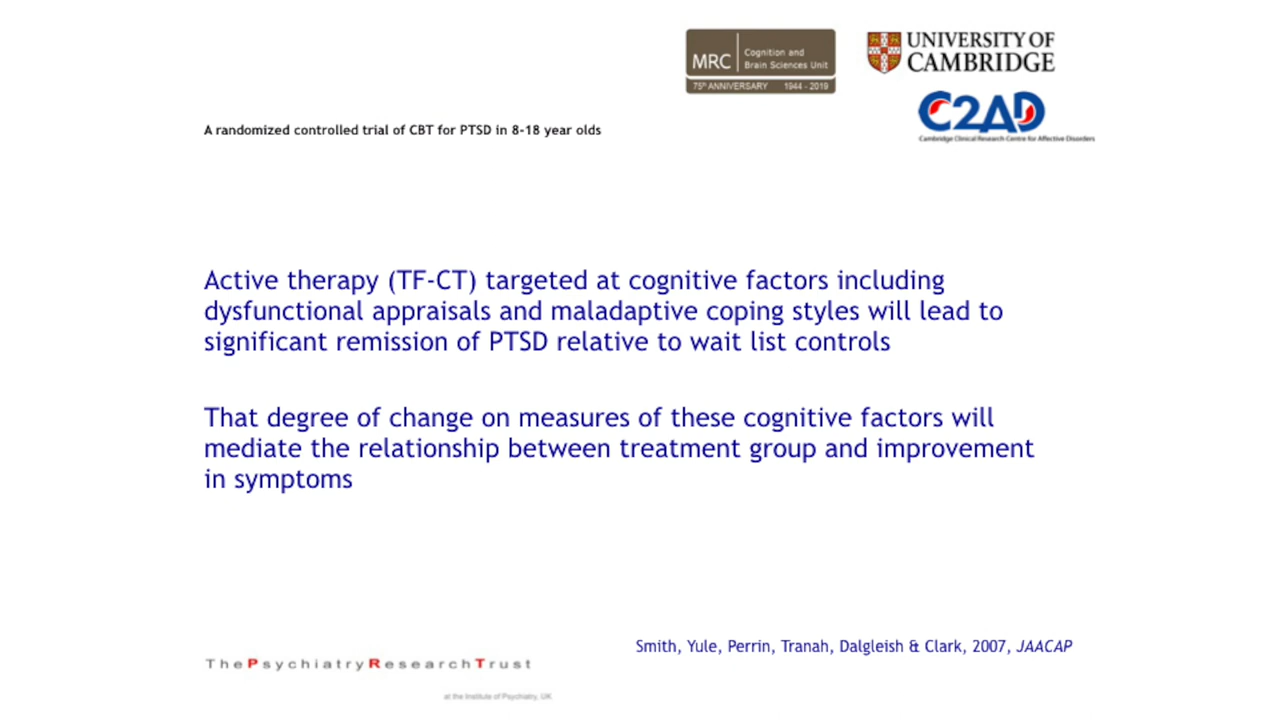 MRC
Cognition and
Brain Sciences Unit
75th ANNIVERSARY 1944 - 2019
UNIVERSITY OF
CAMBRIDGE
C2AD
Cambridge Clinical Research Centre for Affective Disorders
A randomized controlled trial of CBT for PTSD in 8-18 year olds
Active therapy (TF-CT) targeted at cognitive factors including
dysfunctional appraisals and maladaptive coping styles will lead to
significant remission of PTSD relative to wait list controls
That degree of change on measures of these cognitive factors will
mediate the relationship between treatment group and improvement
in symptoms
Smith, Yule, Perrin, Tranah, Dalgleish & Clark, 2007, JAACAP
ThePsychiatryResearchTrust
at the Institute of Psychiatry, UK